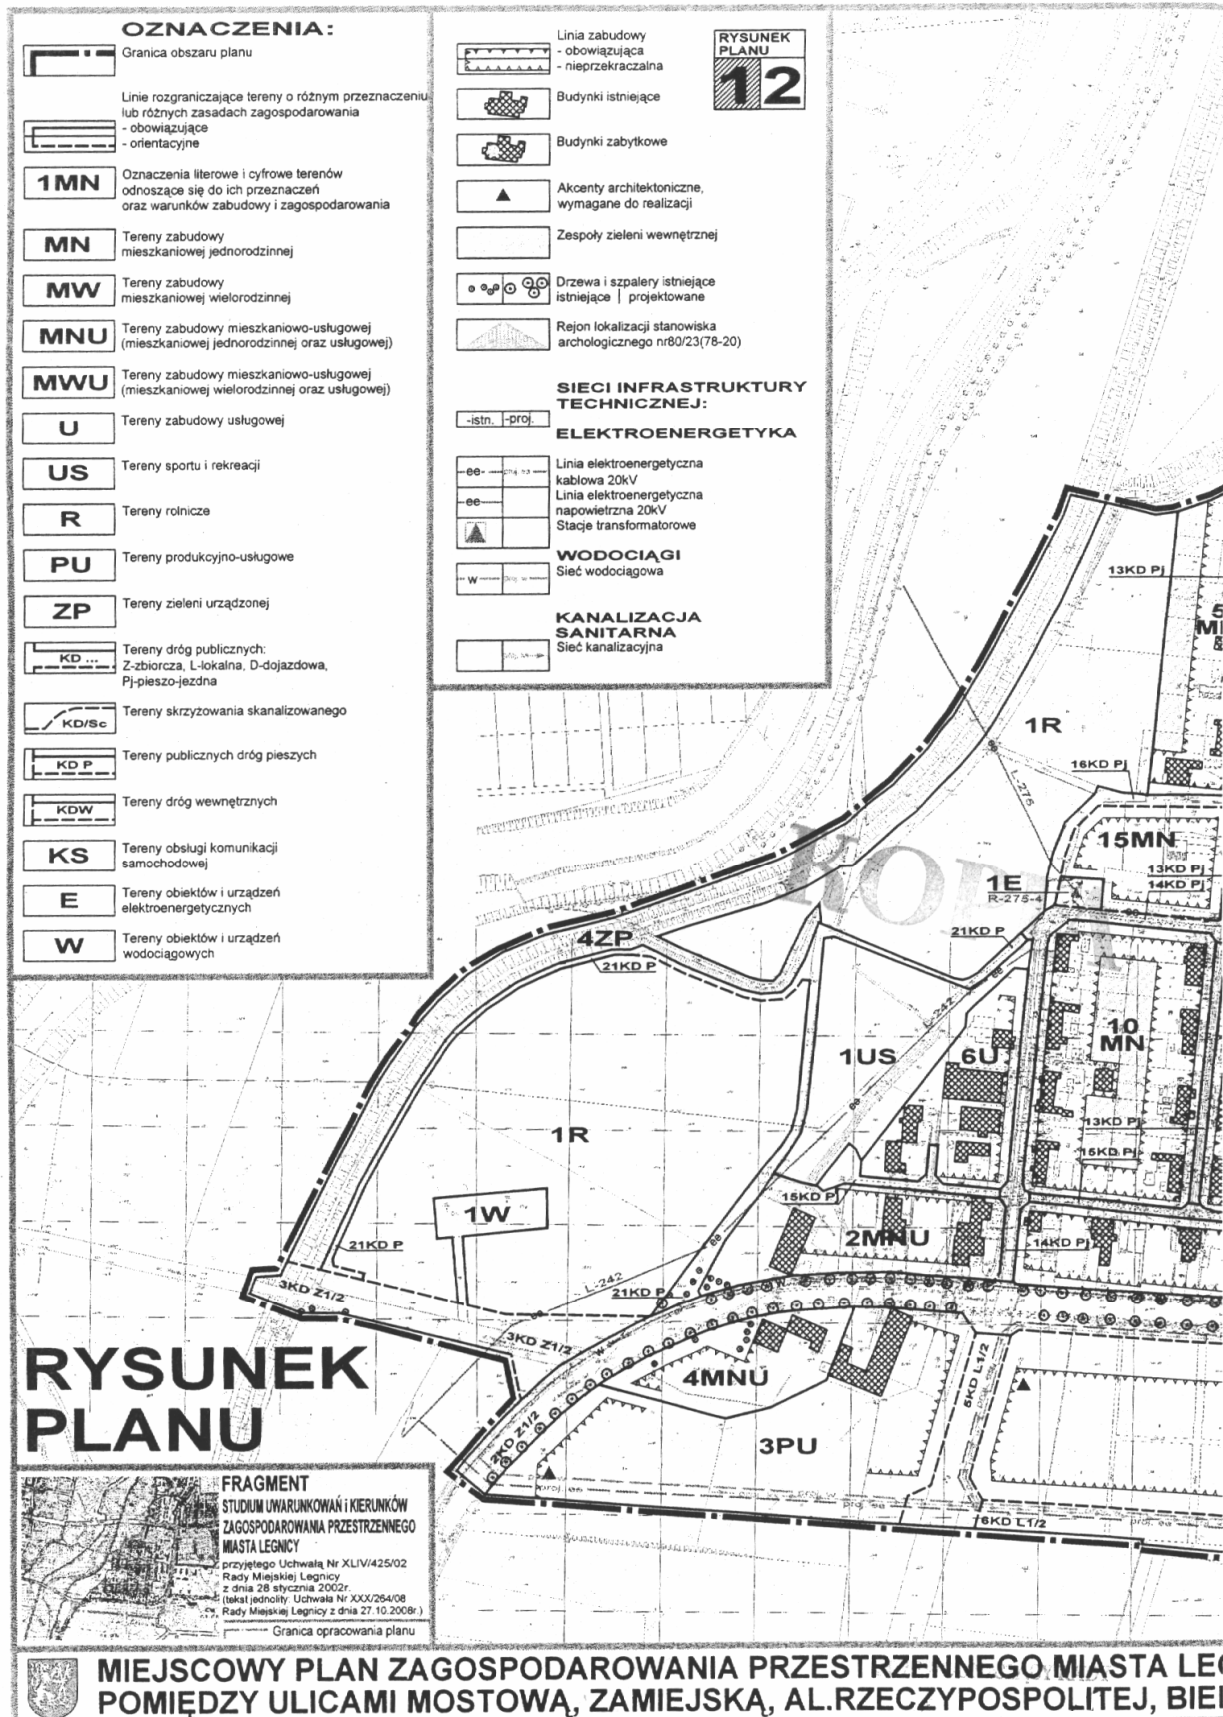 OZNACZENIA:
Granica obszaru planu
Linie rozgraniczające tereny o różnym przeznaczeniu
lub różnych zasadach zagospodarowania
- obowiązujące
- orientacyjne
1MN
Oznaczenia literowe i cyfrowe terenów
odnoszące się do ich przeznaczeń
oraz warunków zabudowy i zagospodarowania
MN
Tereny zabudowy
mieszkaniowej jednorodzinnej
MW
Tereny zabudowy
mieszkaniowej wielorodzinnej
MNU
Tereny zabudowy mieszkaniowo-usługowej
(mieszkaniowej jednorodzinnej oraz usługowej)
MWU
Tereny zabudowy mieszkaniowo-usługowej
(mieszkaniowej wielorodzinnej oraz usługowej)
U
Tereny zabudowy usługowej
US
Tereny sportu i rekreacji
R
Tereny rolnicze
PU
Tereny produkcyjno-usługowe
ZP
Tereny zieleni urządzonej
KD ...
Tereny dróg publicznych:
Z-zbiorcza, L-lokalna, D-dojazdowa,
Pj-pieszo-jezdna
KD/Sc
Tereny skrzyżowania skanalizowanego
KD P
Tereny publicznych dróg pieszych
KDW
Tereny dróg wewnętrznych
KS
Tereny obsługi komunikacji
samochodowej
E
Tereny obiektów i urządzeń
elektroenergetycznych
W
Tereny obiektów i urządzeń
wodociągowych
Linia zabudowy
- obowiązująca
- nieprzekraczalna
RYSUNEK
PLANU
12
Budynki istniejące
Budynki zabytkowe
Akcenty architektoniczne,
wymagane do realizacji
Zespoły zieleni wewnętrznej
Drzewa i szpalery istniejące
istniejące | projektowane
Rejon lokalizacji stanowiska
archologicznego nr80/23(78-20)
SIECI INFRASTRUKTURY
TECHNICZNEJ:
-istn. -proj.
ELEKTROENERGETYKA
ee
Linia elektroenergetyczna
kablowa 20kV
ee
Linia elektroenergetyczna
napowietrzna 20kV
Stacje transformatorowe
WODOCIĄGI
w
Sieć wodociągowa
KANALIZACJA
SANITARNA
Sieć kanalizacyjna
13KD Pj
1R
L-275
16KD Pj
15MN
13KD Pj
14KD Pj
1E
R-275-4
KOPIA
21KD P
4ZP
21KD P
L-242
1US
6U
10
MN
1R
13KD Pj
15KD Pj
1W
15KD Pj
2MNU
14KD Pj
21KD P
3KD Z1/2
L-242
21KD P
3KD Z1/2
4MNU
5KD L1/2
2KD Z1/2
3PU
6KD L1/2
RYSUNEK
PLANU
FRAGMENT
STUDIUM UWARUNKOWAŃ i KIERUNKÓW
ZAGOSPODAROWANIA PRZESTRZENNEGO
MIASTA LEGNICY
przyjętego Uchwałą Nr XLIV/425/02
Rady Miejskiej Legnicy
z dnia 28 stycznia 2002r.
(tekst jednolity: Uchwała Nr XXX/264/08
Rady Miejskiej Legnicy z dnia 27.10.2008r.)
Granica opracowania planu
MIEJSCOWY PLAN ZAGOSPODAROWANIA PRZESTRZENNEGO MIASTA LEG
POMIĘDZY ULICAMI MOSTOWĄ, ZAMIEJSKĄ, AL.RZECZYPOSPOLITEJ, BIE